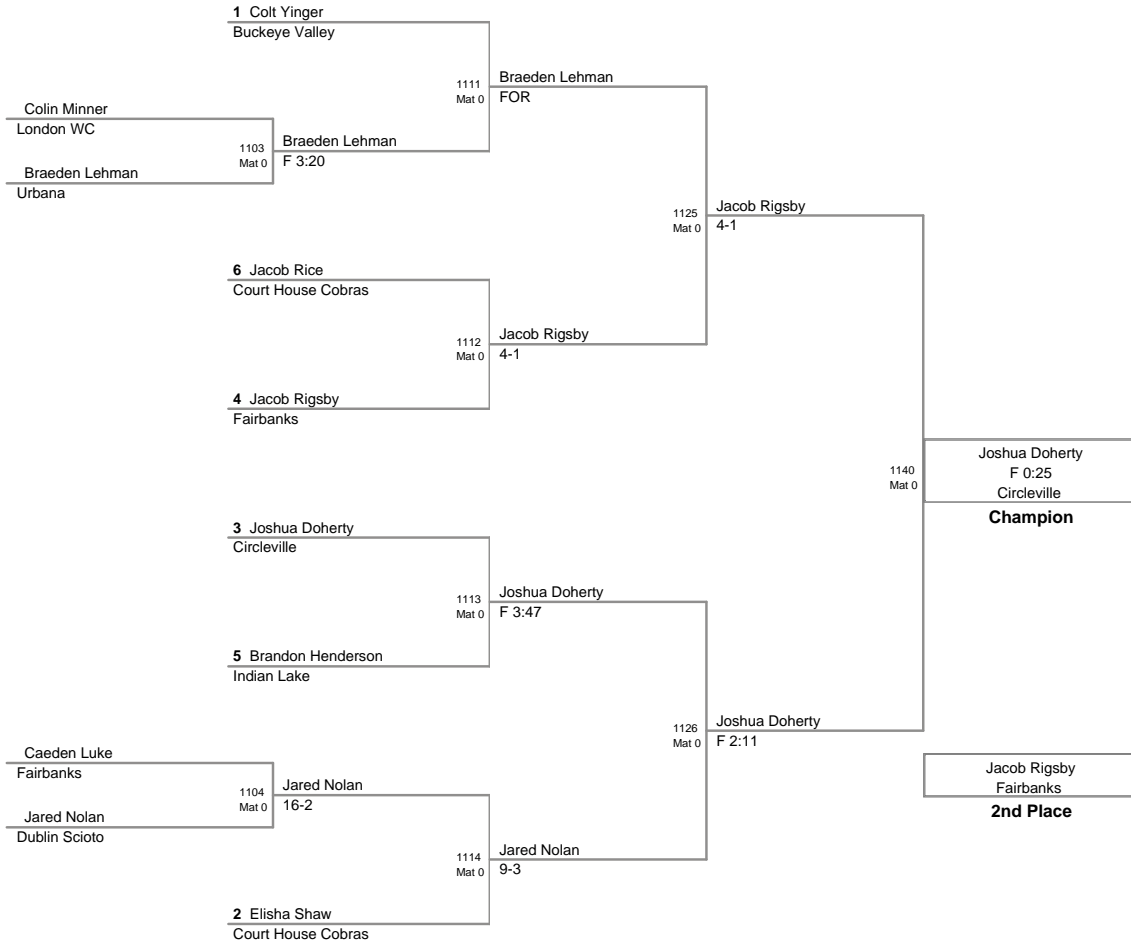 1 Colt Yinger
Buckeye Valley
1111
Mat 0
Braeden Lehman
FOR
Colin Minner
London WC
1103
Mat 0
Braeden Lehman
F 3:20
Braeden Lehman
Urbana
1125
Mat 0
Jacob Rigsby
4-1
6 Jacob Rice
Court House Cobras
1112
Mat 0
Jacob Rigsby
4-1
4 Jacob Rigsby
Fairbanks
1140
Mat 0
Joshua Doherty
F 0:25
Circleville
Champion
3 Joshua Doherty
Circleville
1113
Mat 0
Joshua Doherty
F 3:47
5 Brandon Henderson
Indian Lake
1126
Mat 0
Joshua Doherty
F 2:11
Caeden Luke
Fairbanks
1104
Mat 0
Jared Nolan
16-2
Jared Nolan
Dublin Scioto
Jacob Rigsby
Fairbanks
2nd Place
1114
Mat 0
Jared Nolan
9-3
2 Elisha Shaw
Court House Cobras